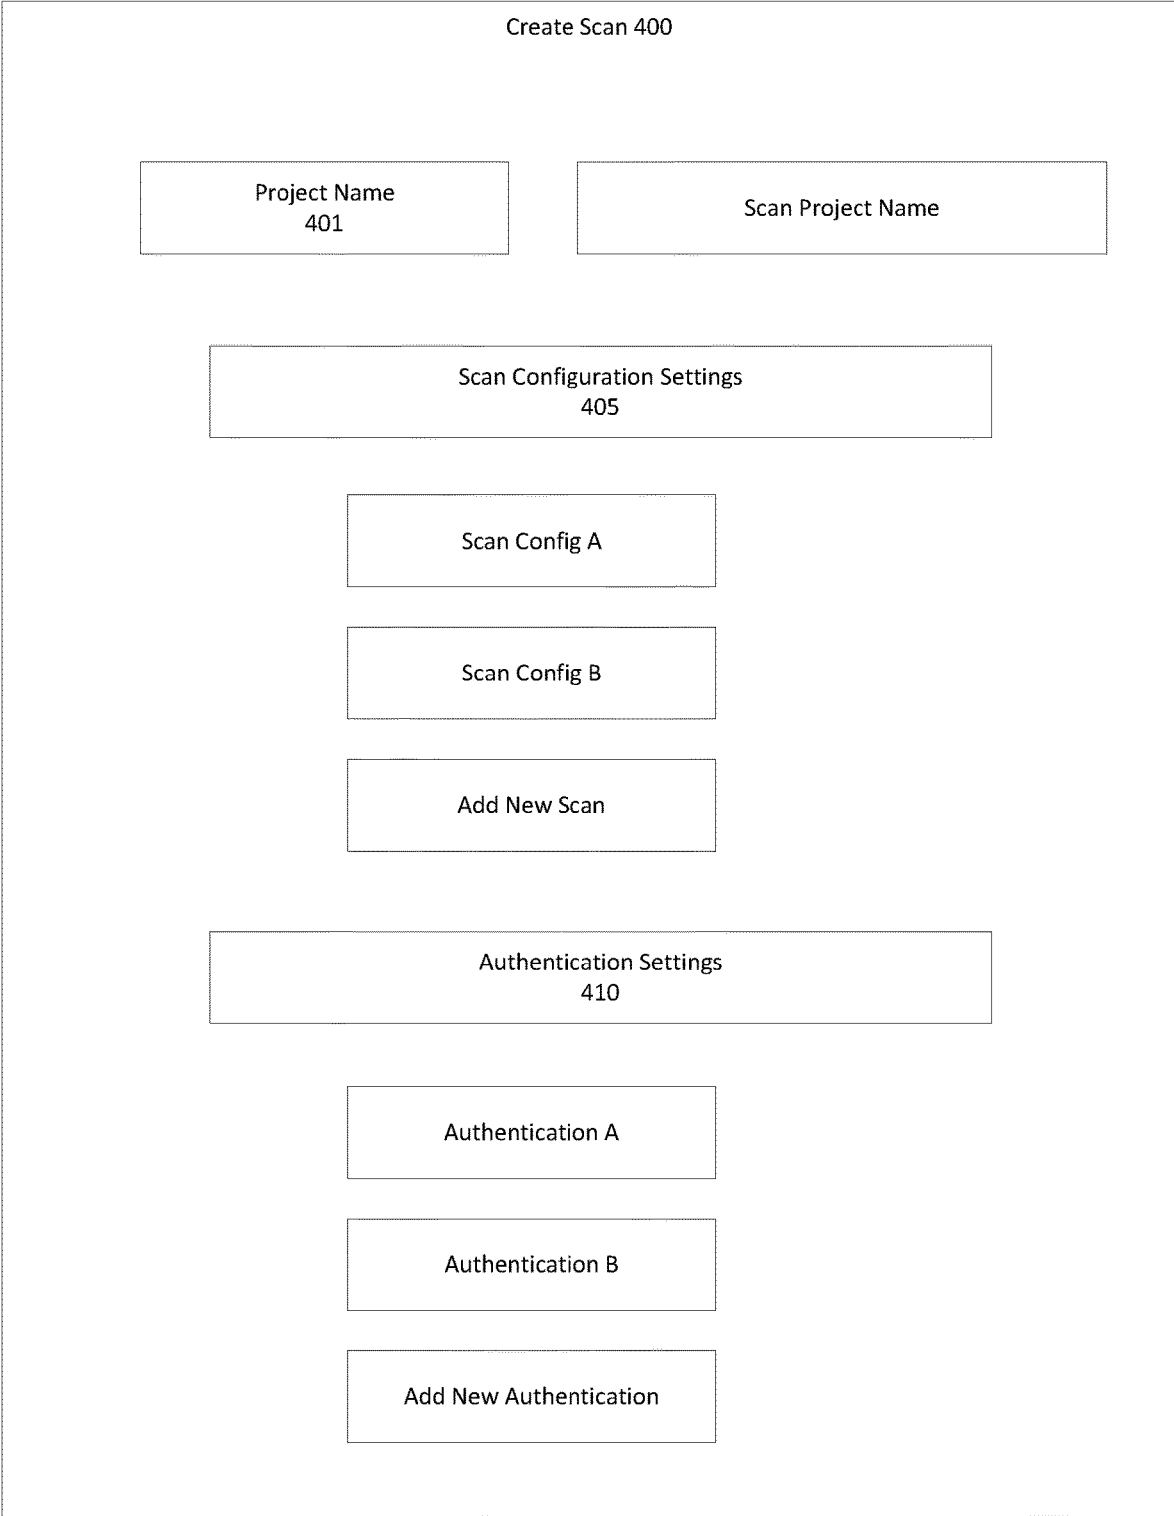 Create Scan 400
Project Name
401
Scan Project Name
Scan Configuration Settings
405
Scan Config A
Scan Config B
Add New Scan
Authentication Settings
410
Authentication A
Authentication B
Add New Authentication